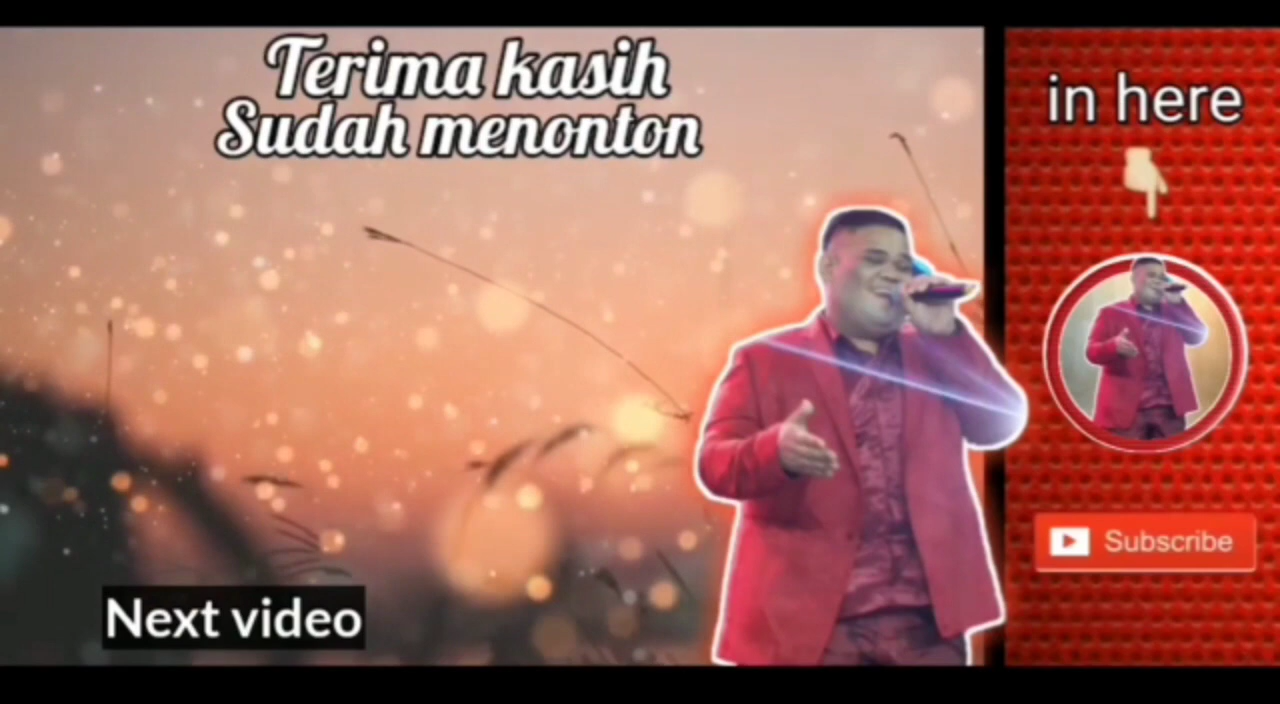 Terima kasih
Sudah menonton
in here
Subscribe
Next video